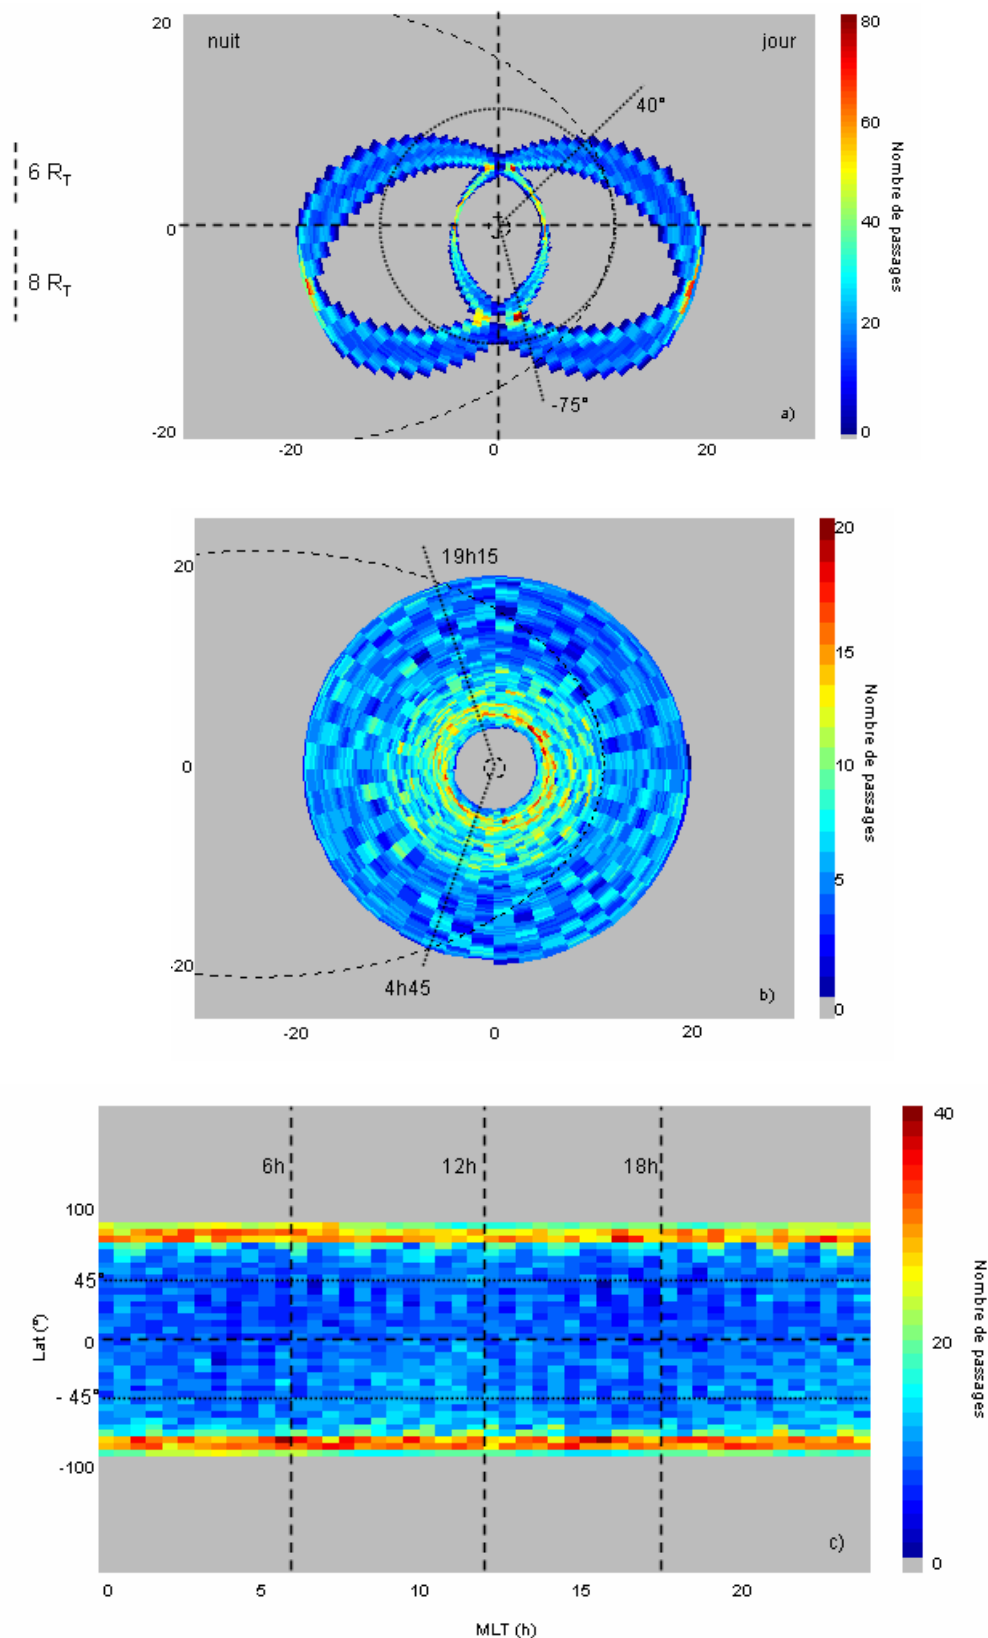 20
nuit
jour
80
40°
60
6 R_T
Nombre de passages
40
0
8 R_T
20
-75°
a)
-20
0
-20
0
20
20
19h15
20
15
Nombre de passages
0
10
5
-20
4h45
b)
0
-20
0
20
40
6h
12h
18h
100
Nombre de passages
45°
20
Lat (°)
0
- 45°
-100
c)
0
0
5
10
15
20
MLT (h)